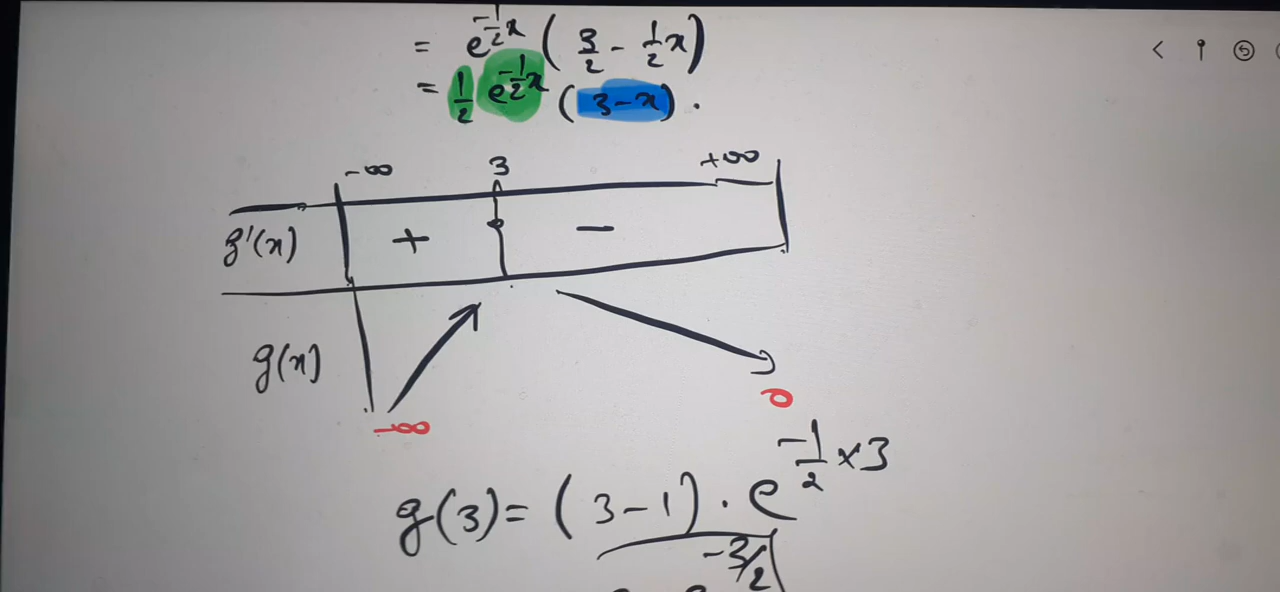 = e^{-1/2 x} ( 3/2 - 1/2 x )
= 1/2 e^{-1/2 x} ( 3 - x ) .
-∞ 3 +∞
g'(x) + -
g(x)
-∞ 0
g(3) = ( 3 - 1 ) . e^{-1/2 × 3}
-3/2